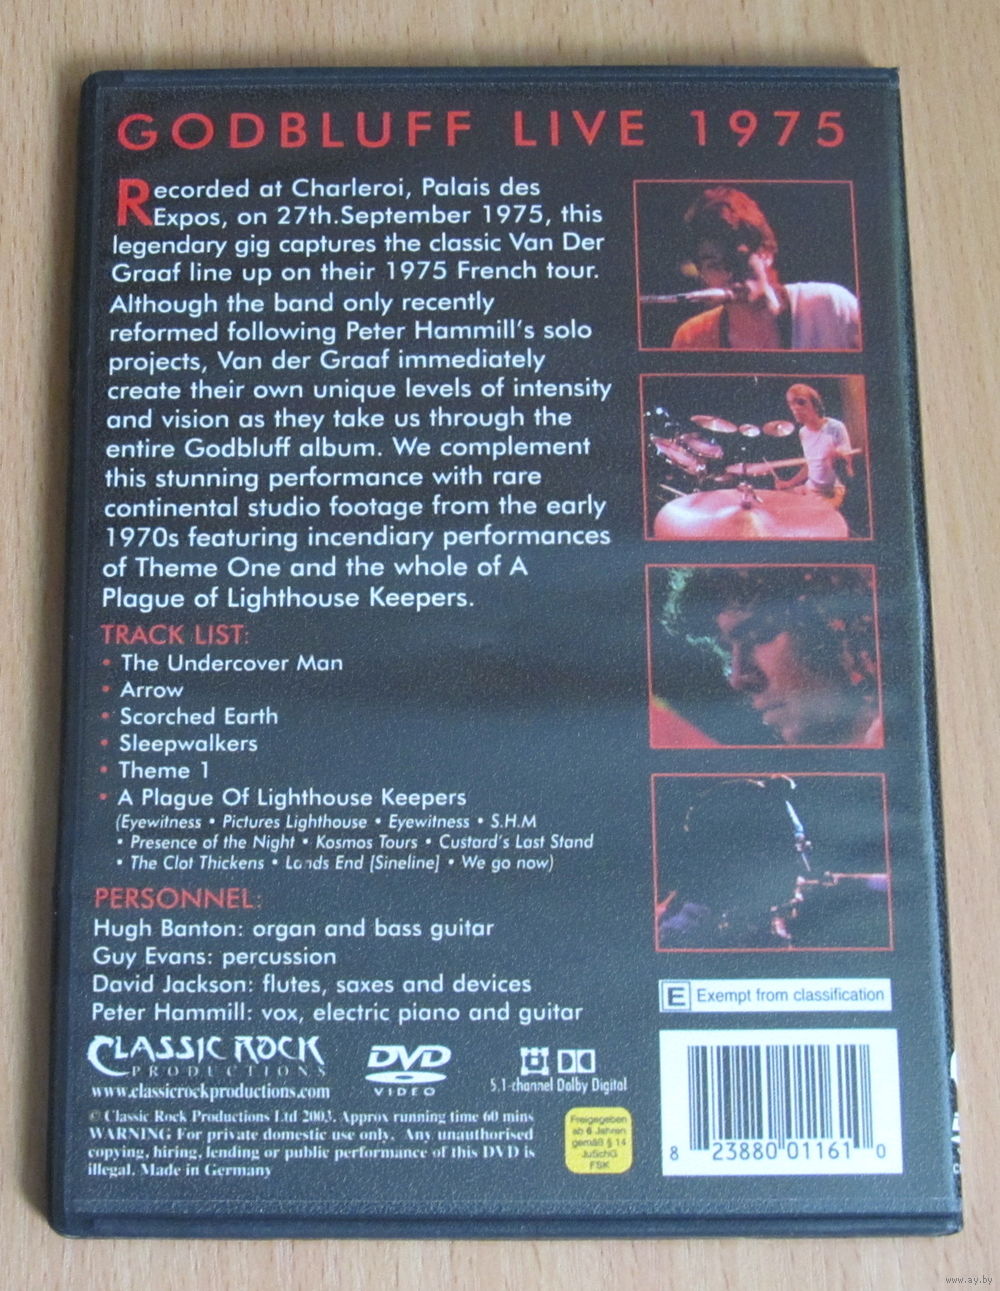 GODBLUFF LIVE 1975
Recorded at Charleroi, Palais des
Expos, on 27th.September 1975, this
legendary gig captures the classic Van Der
Graaf line up on their 1975 French tour.
Although the band only recently
reformed following Peter Hammill's solo
projects, Van der Graaf immediately
create their own unique levels of intensity
and vision as they take us through the
entire Godbluff album. We complement
this stunning performance with rare
continental studio footage from the early
1970s featuring incendiary performances
of Theme One and the whole of A
Plague of Lighthouse Keepers.
TRACK LIST:
• The Undercover Man
• Arrow
• Scorched Earth
• Sleepwalkers
• Theme 1
• A Plague Of Lighthouse Keepers
(Eyewitness • Pictures Lighthouse • Eyewitness • S.H.M
• Presence of the Night • Kosmos Tours • Custard's Last Stand
• The Clot Thickens • Lands End [Sineline] • We go now)
PERSONNEL:
Hugh Banton: organ and bass guitar
Guy Evans: percussion
David Jackson: flutes, saxes and devices
Peter Hammill: vox, electric piano and guitar
CLASSIC ROCK
PRODUCTIONS
www.classicrockproductions.com
DVD
VIDEO
5.1-channel Dolby Digital
E Exempt from classification
© Classic Rock Productions Ltd 2003. Approx running time 60 mins
WARNING For private domestic use only. Any unauthorised
copying, hiring, lending or public performance of this DVD is
illegal. Made in Germany
Freigegeben
ab 6 Jahren
gemäß § 14
JuSchG
FSK
8 23880 01161 0
www.ay.by